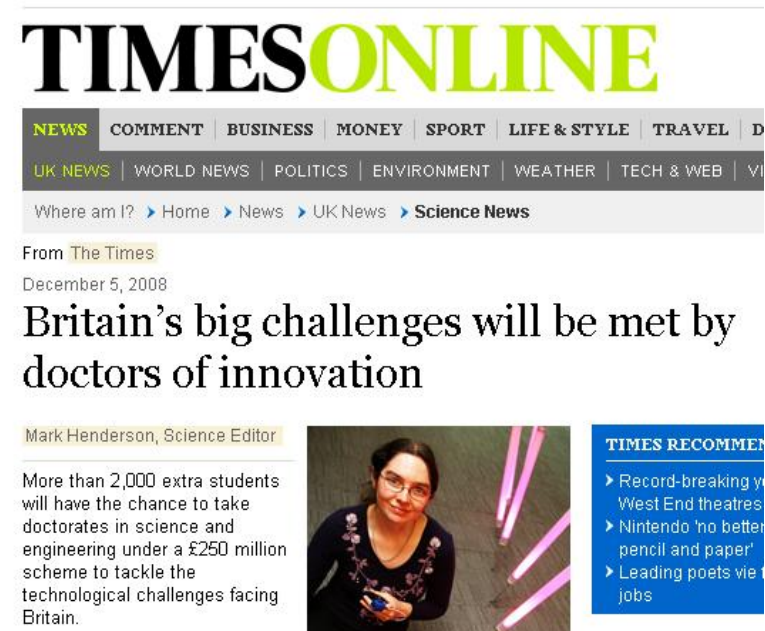 TIMESONLINE
NEWS COMMENT BUSINESS MONEY SPORT LIFE & STYLE TRAVEL
UK NEWS WORLD NEWS POLITICS ENVIRONMENT WEATHER TECH & WEB
Where am I? Home News UK News Science News
From The Times
December 5, 2008
Britain's big challenges will be met by
doctors of innovation
Mark Henderson, Science Editor
More than 2,000 extra students
will have the chance to take
doctorates in science and
engineering under a £250 million
scheme to tackle the
technological challenges facing
Britain.
TIMES
Record-breaking
West End theatres
Nintendo 'no better
pencil and paper'
Leading poets vie
jobs